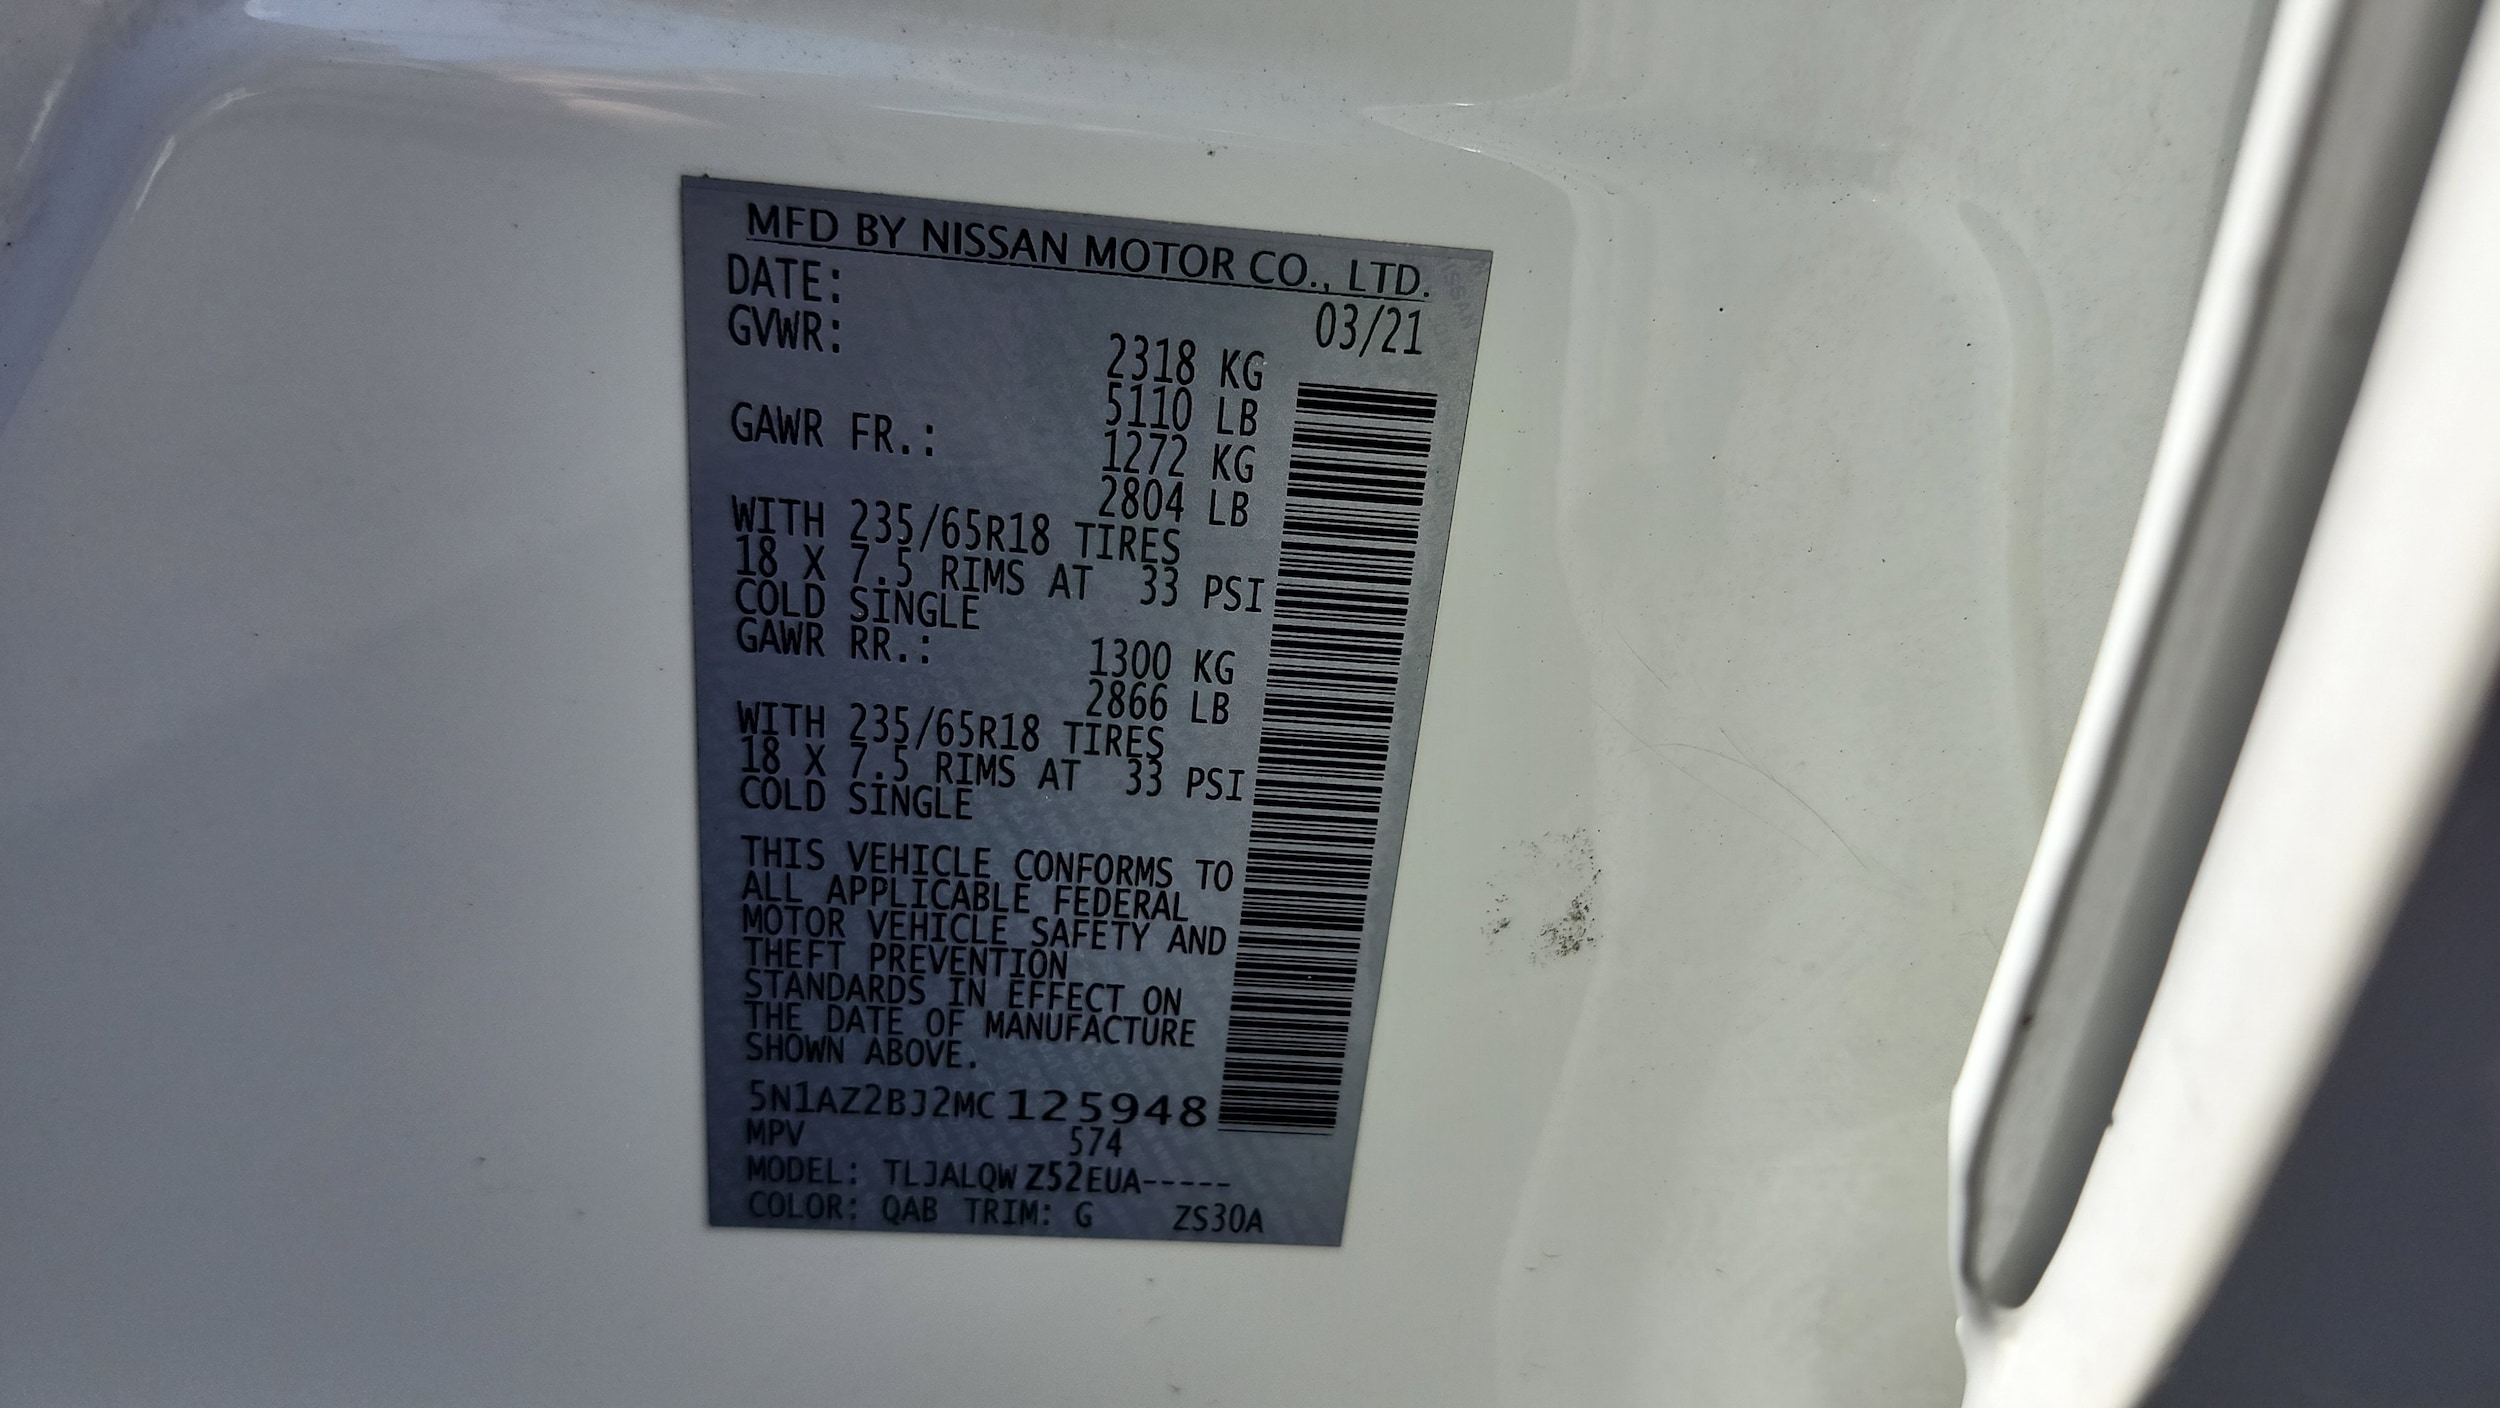 MFD BY NISSAN MOTOR CO., LTD.
DATE: 03/21
GVWR: 2318 KG
5110 LB
GAWR FR.: 1272 KG
2804 LB
WITH 235/65R18 TIRES
18 X 7.5 RIMS AT 33 PSI
COLD SINGLE
GAWR RR.: 1300 KG
2866 LB
WITH 235/65R18 TIRES
18 X 7.5 RIMS AT 33 PSI
COLD SINGLE
THIS VEHICLE CONFORMS TO
ALL APPLICABLE FEDERAL
MOTOR VEHICLE SAFETY AND
THEFT PREVENTION
STANDARDS IN EFFECT ON
THE DATE OF MANUFACTURE
SHOWN ABOVE.
5N1AZ2BJ2MC125948
MPV 574
MODEL: TLJALQWZ52EUA-----
COLOR: QAB TRIM: G ZS30A